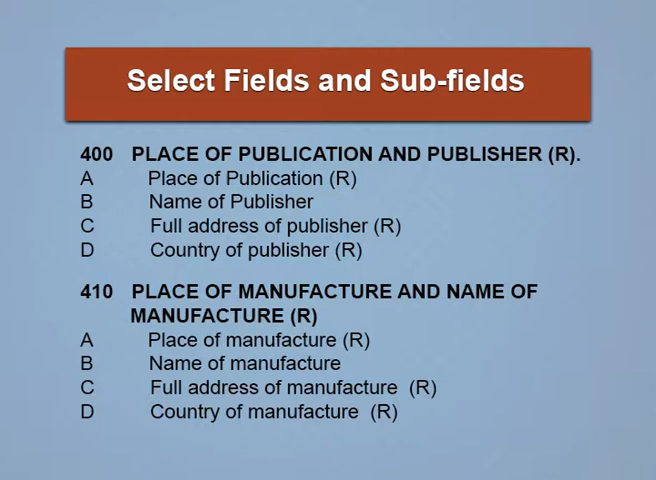 Select Fields and Sub-fields
400 PLACE OF PUBLICATION AND PUBLISHER (R).
A Place of Publication (R)
B Name of Publisher
C Full address of publisher (R)
D Country of publisher (R)
410 PLACE OF MANUFACTURE AND NAME OF
MANUFACTURE (R)
A Place of manufacture (R)
B Name of manufacture
C Full address of manufacture (R)
D Country of manufacture (R)